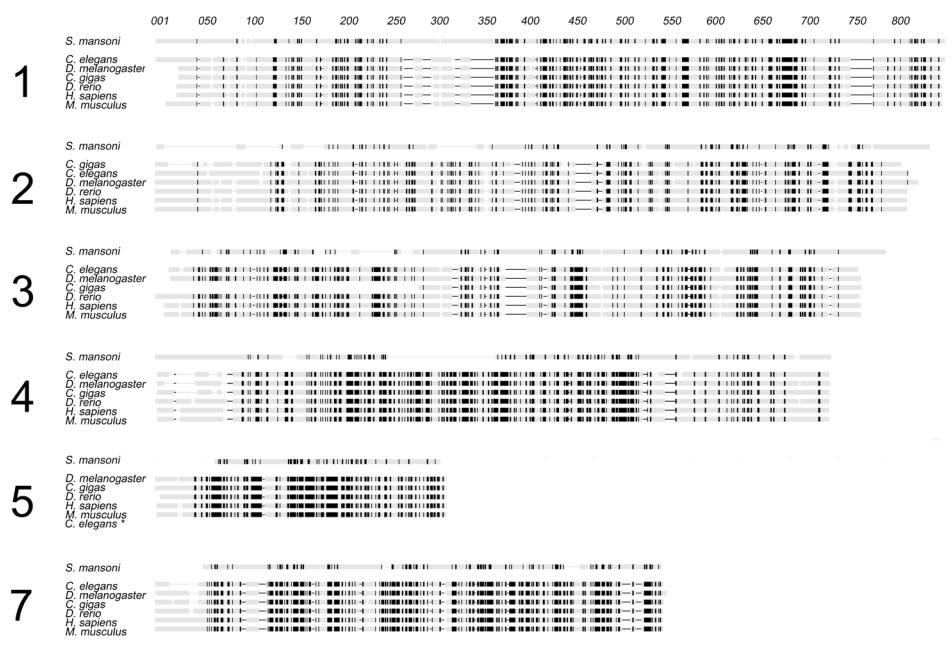 001 050 100 150 200 250 300 350 400 450 500 550 600 650 700 750 800
S. mansoni
1
C. elegans
D. melanogaster
C. gigas
D. rerio
H. sapiens
M. musculus
S. mansoni
2
C. gigas
C. elegans
D. melanogaster
D. rerio
H. sapiens
M. musculus
S. mansoni
3
C. elegans
D. melanogaster
C. gigas
D. rerio
H. sapiens
M. musculus
S. mansoni
4
C. elegans
D. melanogaster
C. gigas
D. rerio
H. sapiens
M. musculus
S. mansoni
5
D. melanogaster
C. gigas
D. rerio
H. sapiens
M. musculus
C. elegans *
S. mansoni
7
C. elegans
D. melanogaster
C. gigas
D. rerio
H. sapiens
M. musculus